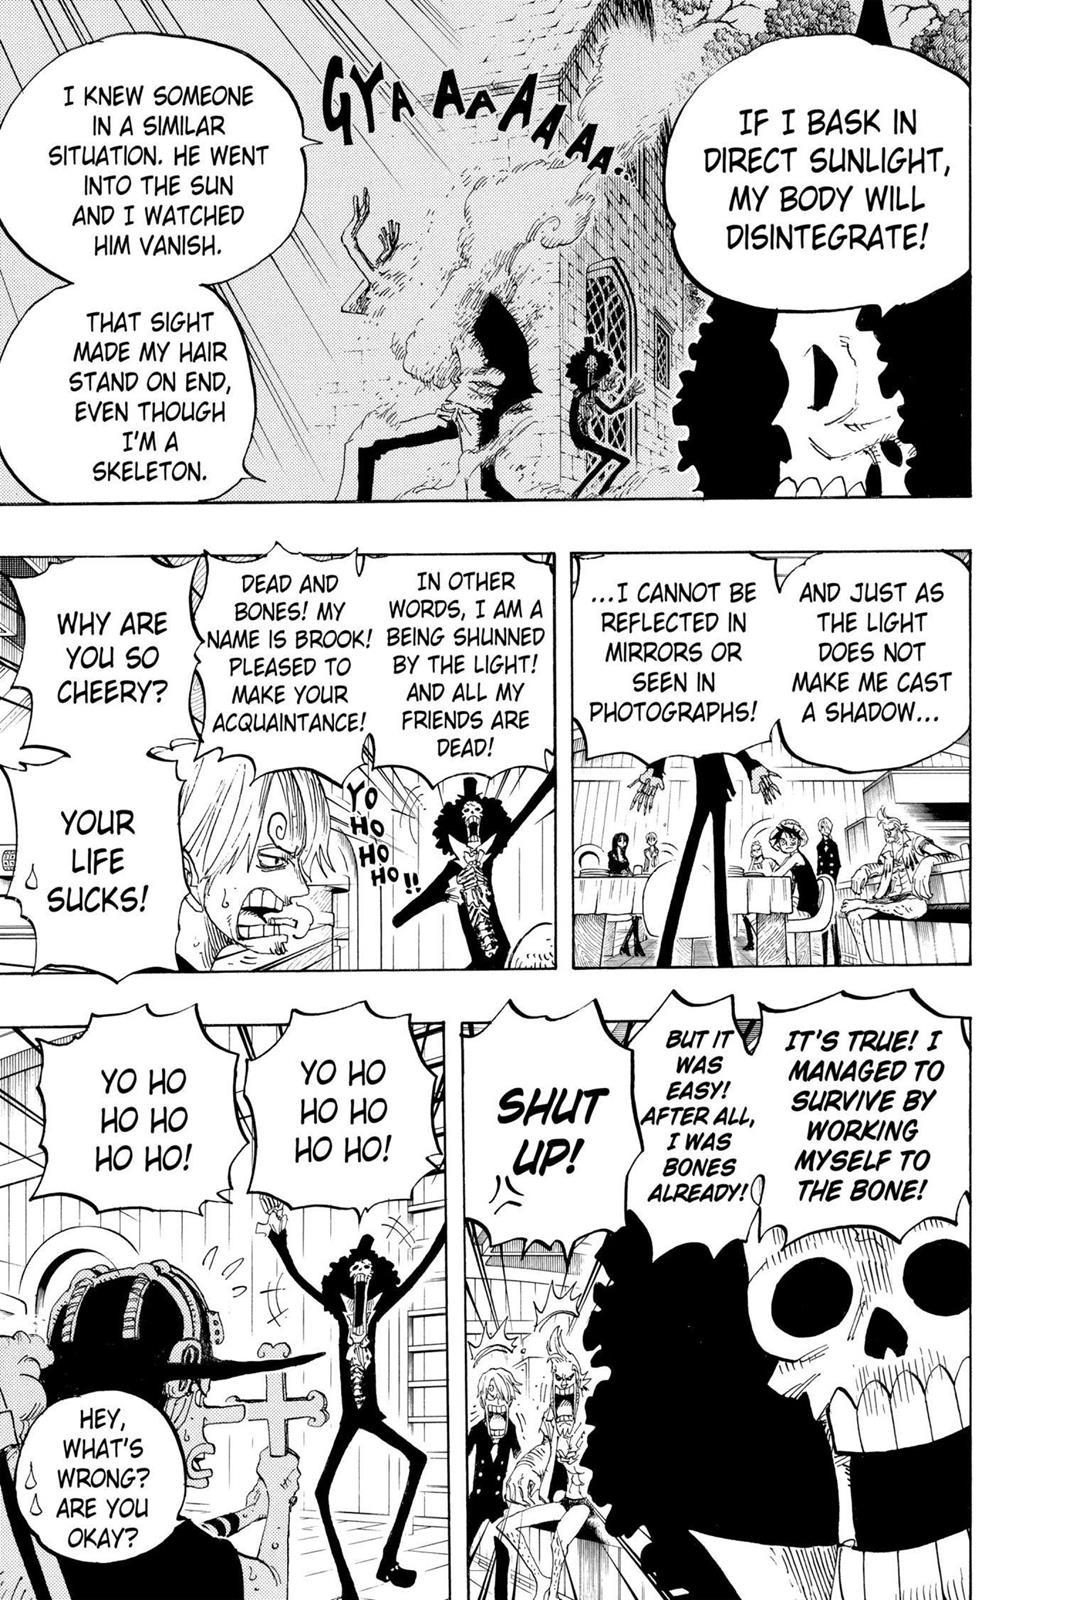 IF I BASK IN
DIRECT SUNLIGHT,
MY BODY WILL
DISINTEGRATE!
GYAAAAAAA...
I KNEW SOMEONE
IN A SIMILAR
SITUATION. HE WENT
INTO THE SUN
AND I WATCHED
HIM VANISH.
THAT SIGHT
MADE MY HAIR
STAND ON END,
EVEN THOUGH
I'M A
SKELETON.
AND JUST AS
THE LIGHT
DOES NOT
MAKE ME CAST
A SHADOW...
...I CANNOT BE
REFLECTED IN
MIRRORS OR
SEEN IN
PHOTOGRAPHS!
IN OTHER
WORDS, I AM A
BEING SHUNNED
BY THE LIGHT!
AND ALL MY
FRIENDS ARE
DEAD!
DEAD AND
BONES! MY
NAME IS BROOK!
PLEASED TO
MAKE YOUR
ACQUAINTANCE!
YO
HO
HO
HO!!
WHY ARE
YOU SO
CHEERY?
YOUR
LIFE
SUCKS!
IT'S TRUE! I
MANAGED TO
SURVIVE BY
WORKING
MYSELF TO
THE BONE!
BUT IT
WAS
EASY!
AFTER ALL,
I WAS
BONES
ALREADY!
SHUT
UP!
YO HO
HO HO
HO HO!
YO HO
HO HO
HO HO!
HEY,
WHAT'S
WRONG?
ARE YOU
OKAY?